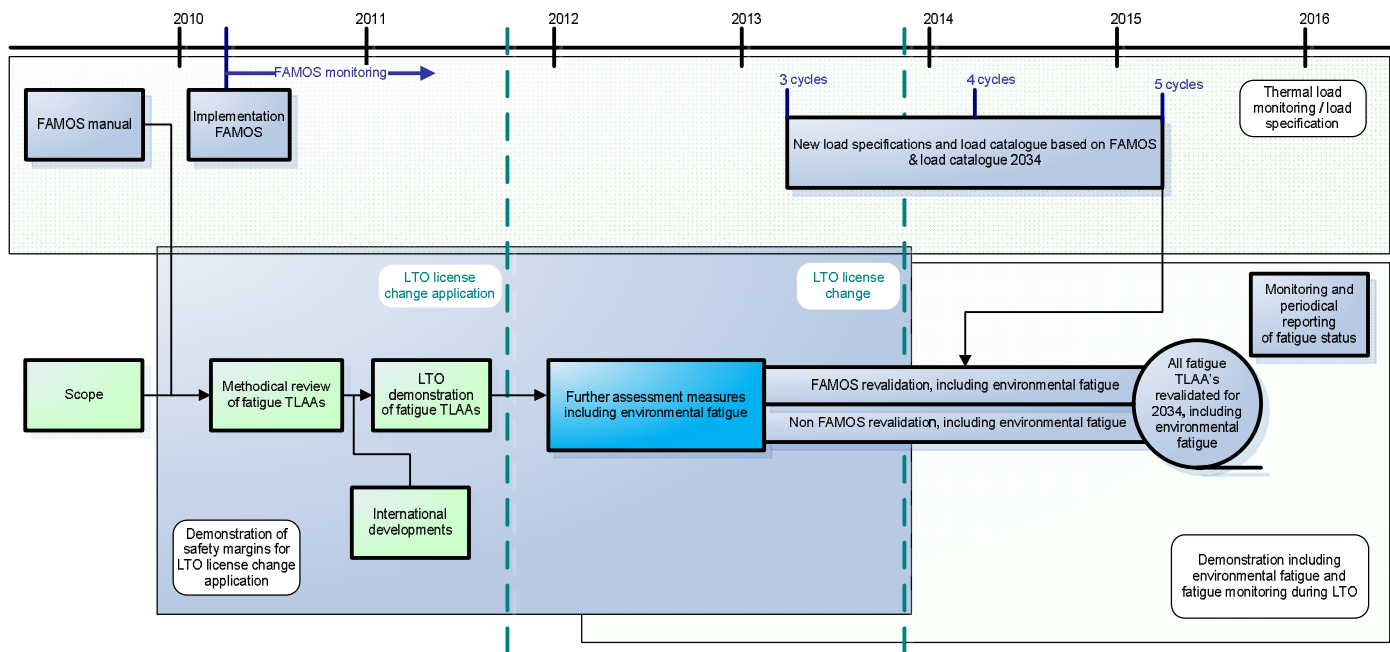 2010
2011
2012
2013
2014
2015
2016
FAMOS monitoring
3 cycles
4 cycles
5 cycles
FAMOS manual
Implementation
FAMOS
New load specifications and load catalogue based on FAMOS
& load catalogue 2034
Thermal load
monitoring / load
specification
LTO license
change application
LTO license
change
Monitoring and
periodical
reporting
of fatigue status
Scope
Methodical review
of fatigue TLAAs
LTO
demonstration
of fatigue TLAAs
Further assessment measures
including environmental fatigue
FAMOS revalidation, including environmental fatigue
Non FAMOS revalidation, including environmental fatigue
All fatigue
TLAA's
revalidated for
2034, including
environmental
fatigue
International
developments
Demonstration of
safety margins for
LTO license change
application
Demonstration including
environmental fatigue and
fatigue monitoring during LTO